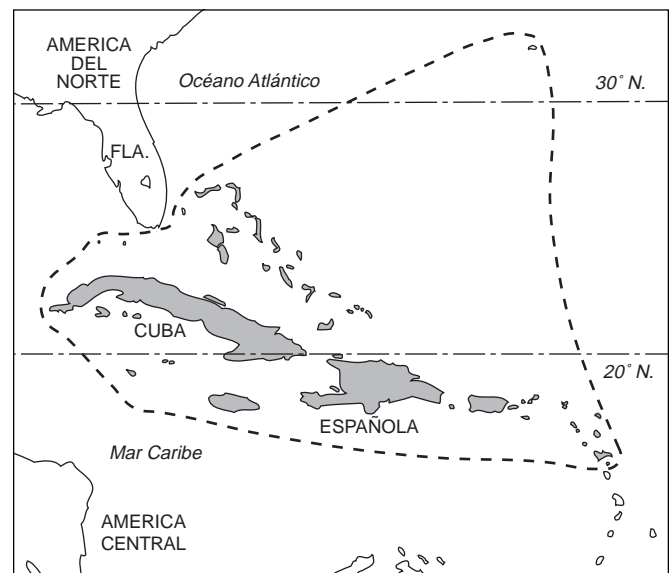 AMERICA
DEL
NORTE
Océano Atlántico
30° N.
FLA.
CUBA
20° N.
ESPAÑOLA
Mar Caribe
AMERICA
CENTRAL